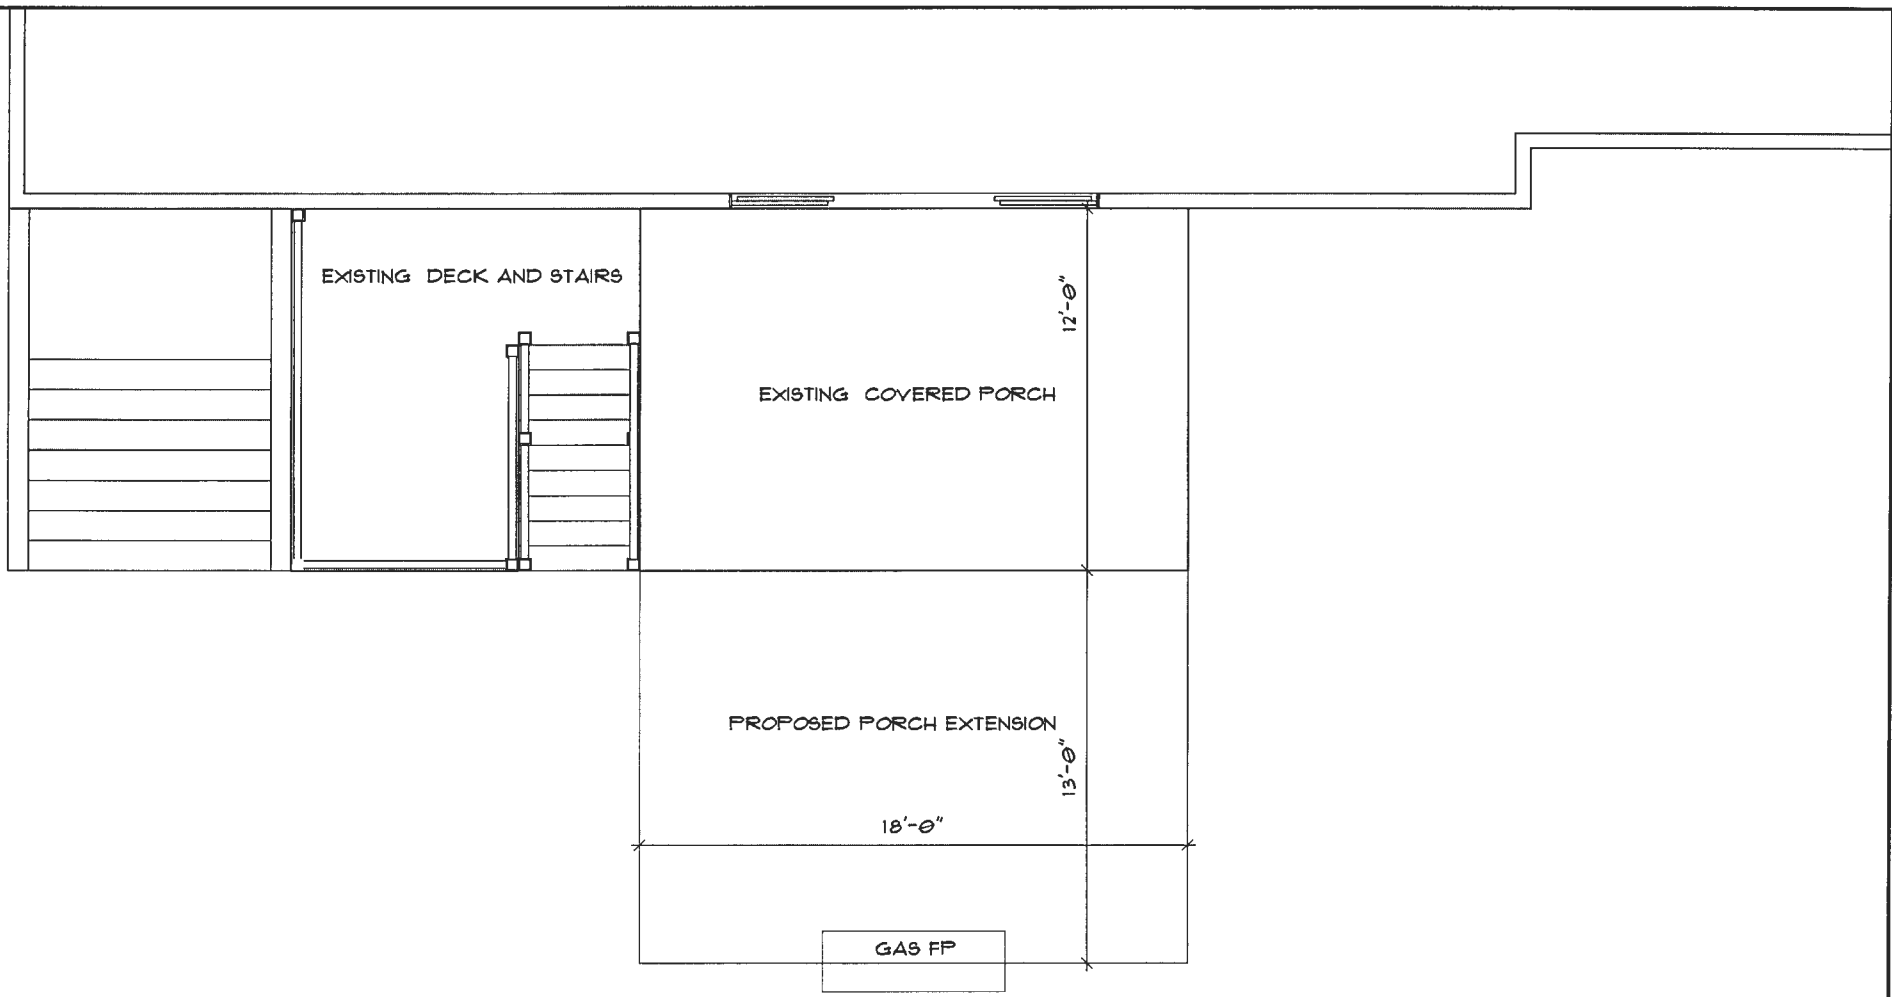 EXISTING DECK AND STAIRS
12'-0"
EXISTING COVERED PORCH
PROPOSED PORCH EXTENSION
13'-0"
18'-0"
GAS FP